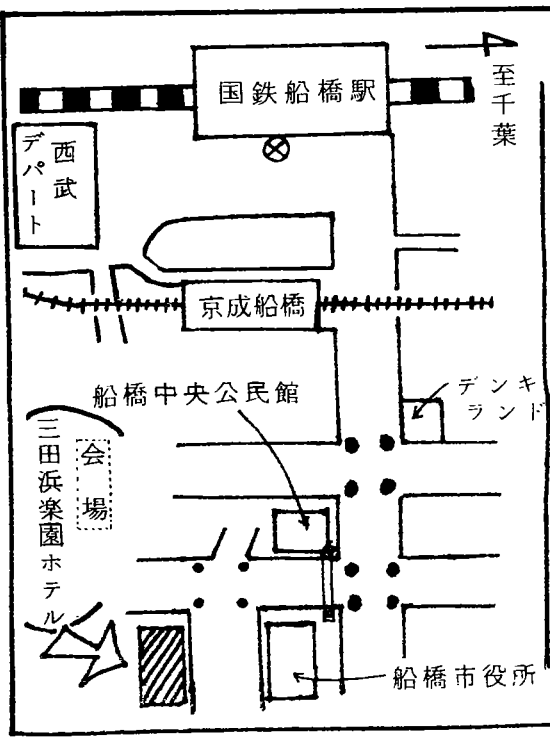 国鉄船橋駅
至千葉
西武
デパート
京成船橋
船橋中央公民館
デンキ
ランド
会場
三田浜楽園ホテル
船橋市役所